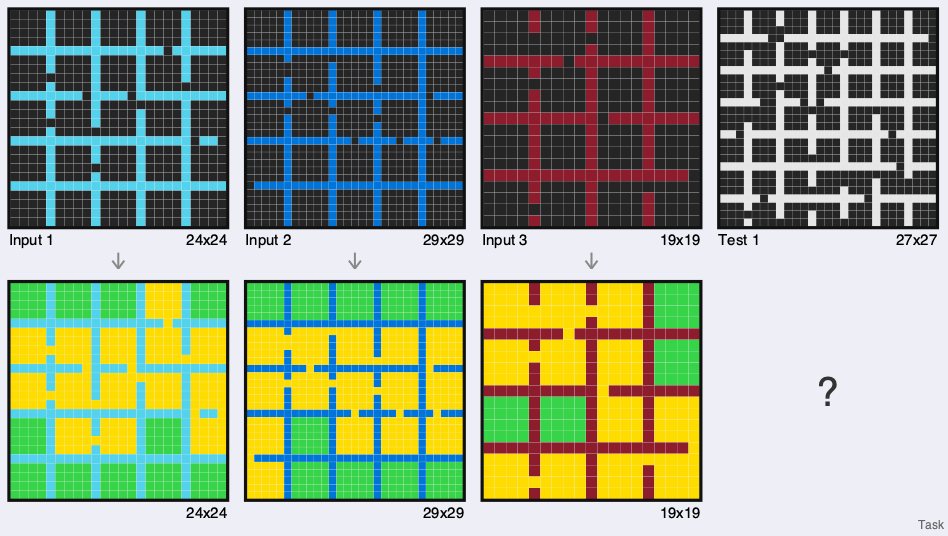 Input 1 24x24
Input 2 29x29
Input 3 19x19
Test 1 27x27
?
24x24
29x29
19x19
Task